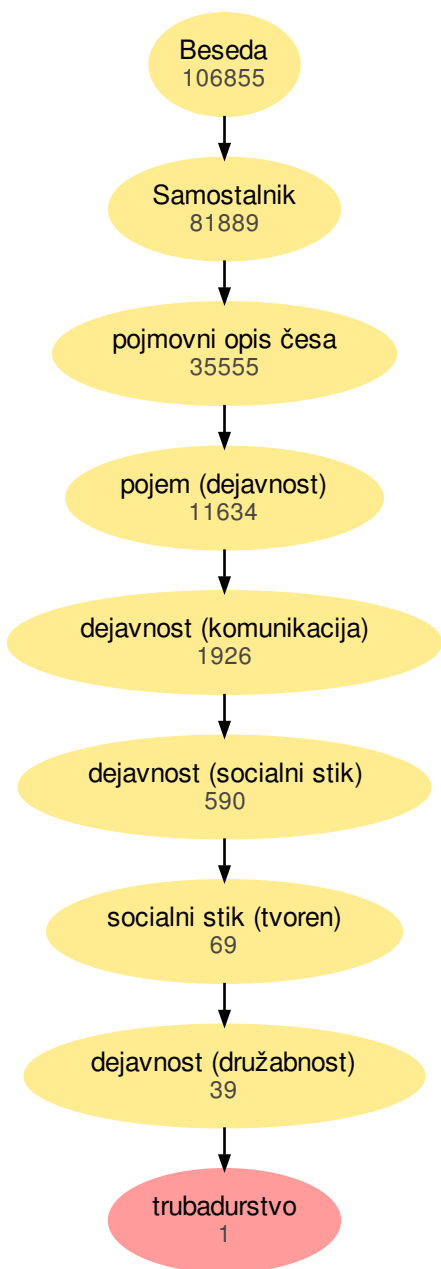 Beseda
106855
Samostalnik
81889
pojmovni opis česa
35555
pojem (dejavnost)
11634
dejavnost (komunikacija)
1926
dejavnost (socialni stik)
590
socialni stik (tvoren)
69
dejavnost (družabnost)
39
trubadurstvo
1